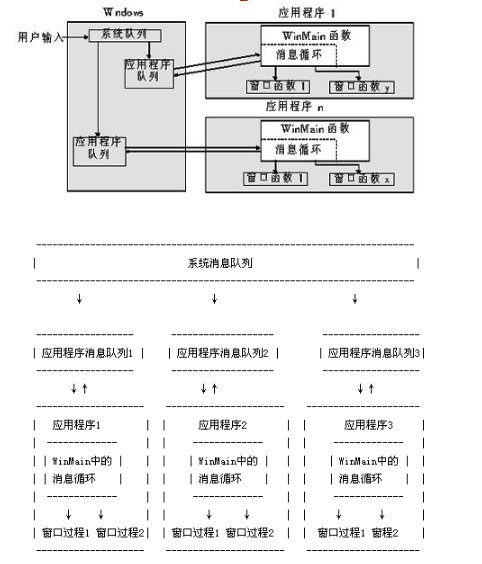 Windows
应用程序 1
用户输入
系统队列
WinMain 函数
消息循环
应用程序
队列
窗口函数 1
窗口函数 y
应用程序 n
WinMain 函数
消息循环
应用程序
队列
窗口函数 1
窗口函数 x
系统消息队列
↓ ↓ ↓
应用程序消息队列1 | 应用程序消息队列2 | 应用程序消息队列3
↓↑ ↓↑ ↓↑
应用程序1 | 应用程序2 | 应用程序3
WinMain中的 | WinMain中的 | WinMain中的
消息循环 | 消息循环 | 消息循环
↓ ↓ ↓ ↓ ↓ ↓
窗口过程1 窗口过程2 | 窗口过程1 窗口过程2 | 窗口过程1 窗程2